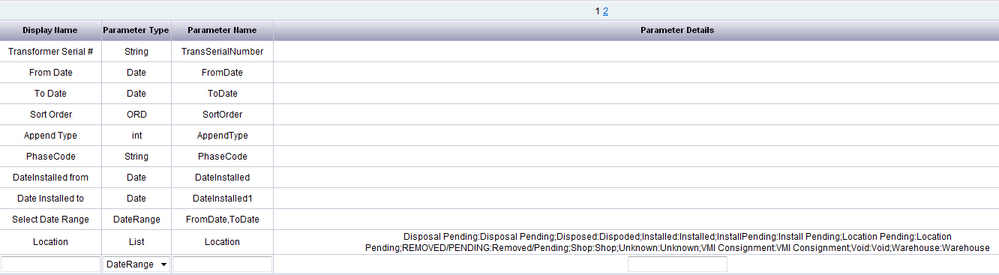 1 2
Display Name Parameter Type Parameter Name Parameter Details
Transformer Serial # String TransSerialNumber
From Date Date FromDate
To Date Date ToDate
Sort Order ORD SortOrder
Append Type int AppendType
PhaseCode String PhaseCode
DateInstalled from Date DateInstalled
Date Installed to Date DateInstalled1
Select Date Range DateRange FromDate,ToDate
Location List Location Disposal Pending:Disposal Pending;Disposed:Dispoded;Installed:Installed;InstallPending:Install Pending;Location Pending:Location
Pending;REMOVED/PENDING:Removed/Pending;Shop:Shop;Unknown:Unknown;VMI Consignment:VMI Consignment;Void:Void;Warehouse:Warehouse
DateRange